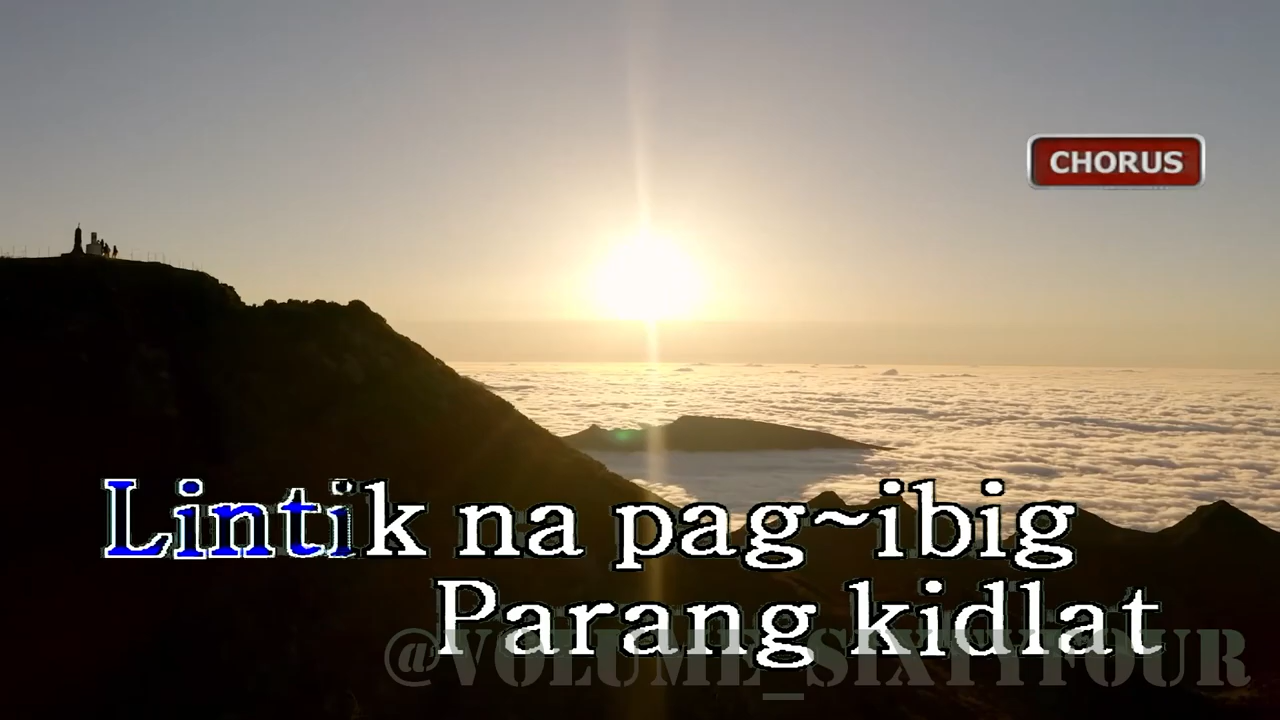 CHORUS
Lintik na pag~ibig
Parang kidlat
@VOLUME_SIXTYFOUR